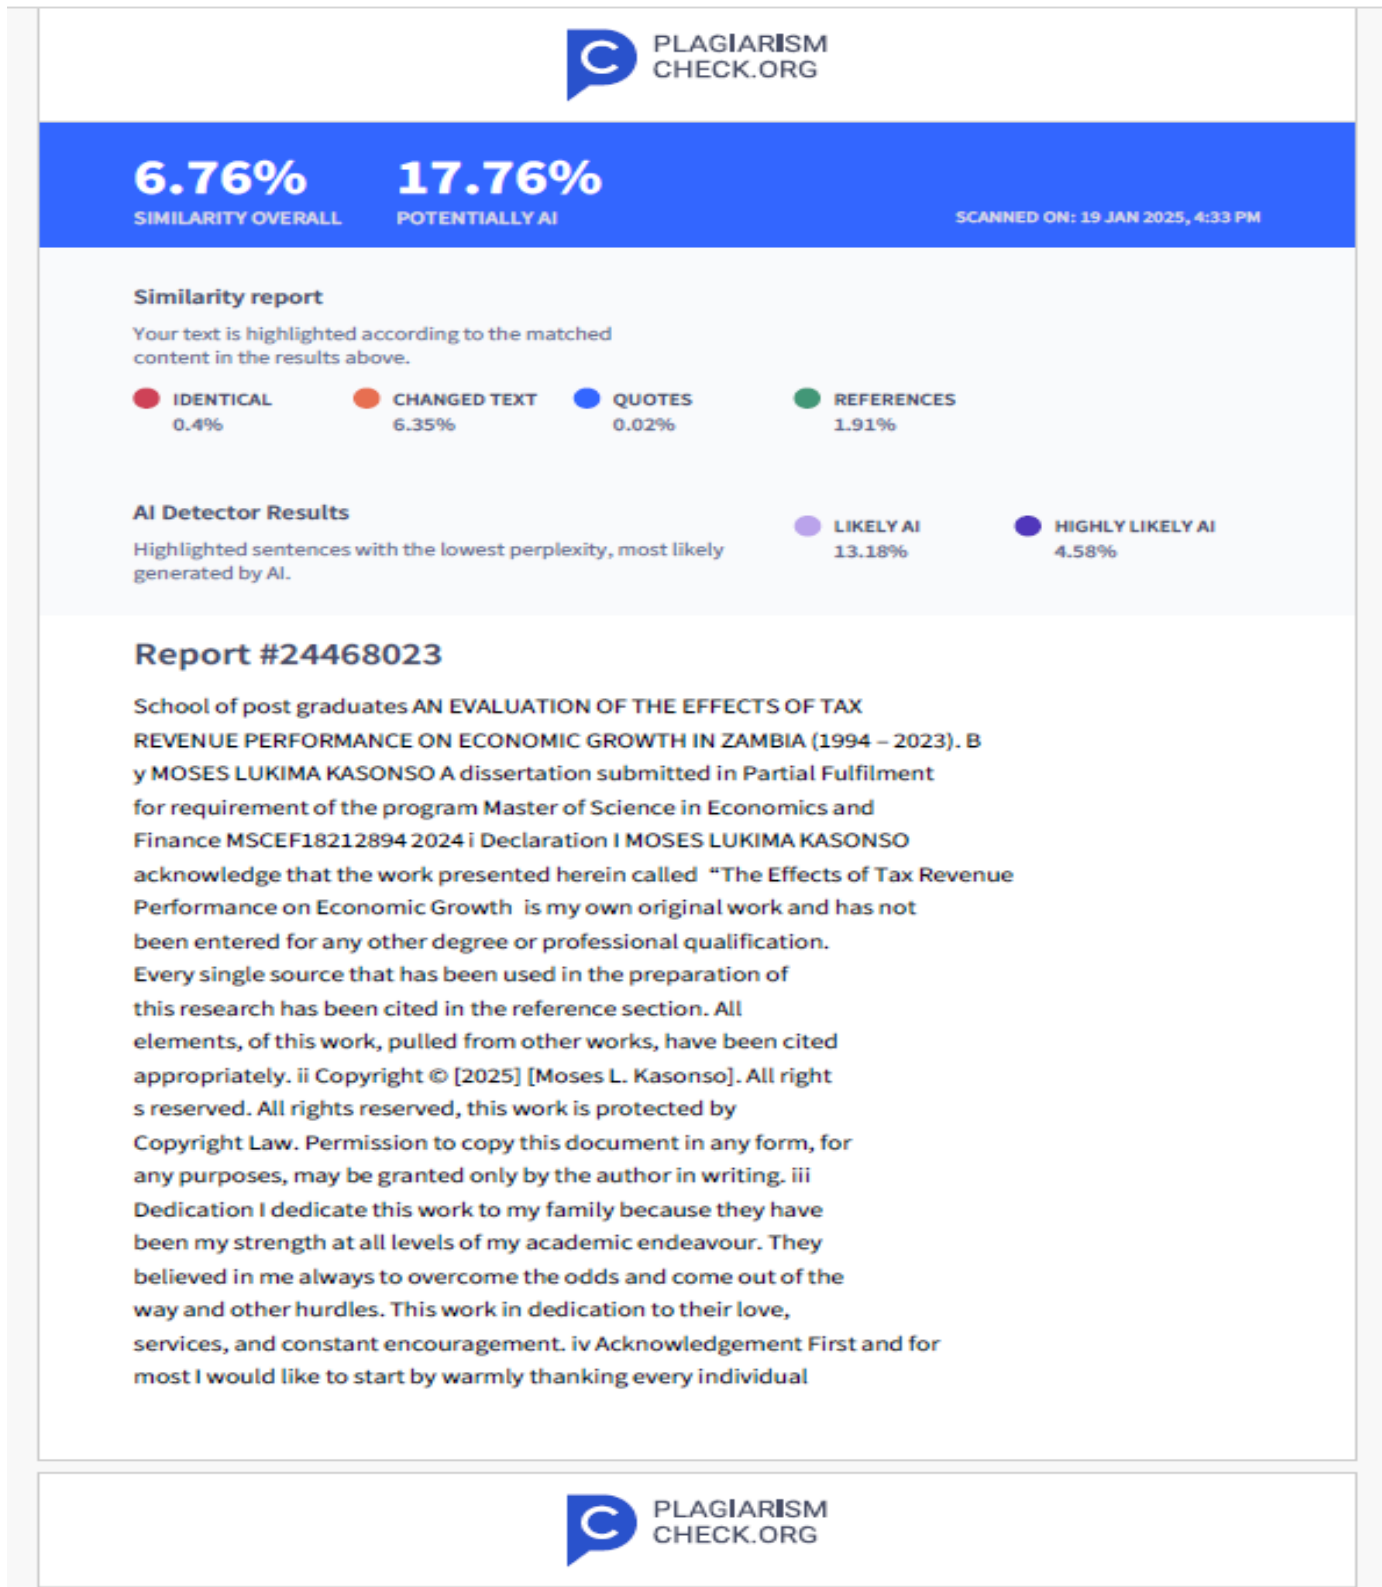 PLAGIARISM
CHECK.ORG
6.76% 17.76%
SIMILARITY OVERALL POTENTIALLY AI SCANNED ON: 19 JAN 2025, 4:33 PM
Similarity report
Your text is highlighted according to the matched
content in the results above.
IDENTICAL CHANGED TEXT QUOTES REFERENCES
0.4% 6.35% 0.02% 1.91%
AI Detector Results
Highlighted sentences with the lowest perplexity, most likely
generated by AI.
LIKELY AI HIGHLY LIKELY AI
13.18% 4.58%
Report #24468023
School of post graduates AN EVALUATION OF THE EFFECTS OF TAX
REVENUE PERFORMANCE ON ECONOMIC GROWTH IN ZAMBIA (1994 – 2023). B
y MOSES LUKIMA KASONSO A dissertation submitted in Partial Fulfilment
for requirement of the program Master of Science in Economics and
Finance MSCEF18212894 2024 i Declaration I MOSES LUKIMA KASONSO
acknowledge that the work presented herein called “The Effects of Tax Revenue
Performance on Economic Growth is my own original work and has not
been entered for any other degree or professional qualification.
Every single source that has been used in the preparation of
this research has been cited in the reference section. All
elements, of this work, pulled from other works, have been cited
appropriately. ii Copyright © [2025] [Moses L. Kasonso]. All right
s reserved. All rights reserved, this work is protected by
Copyright Law. Permission to copy this document in any form, for
any purposes, may be granted only by the author in writing. iii
Dedication I dedicate this work to my family because they have
been my strength at all levels of my academic endeavour. They
believed in me always to overcome the odds and come out of the
way and other hurdles. This work in dedication to their love,
services, and constant encouragement. iv Acknowledgement First and for
most I would like to start by warmly thanking every individual
PLAGIARISM
CHECK.ORG